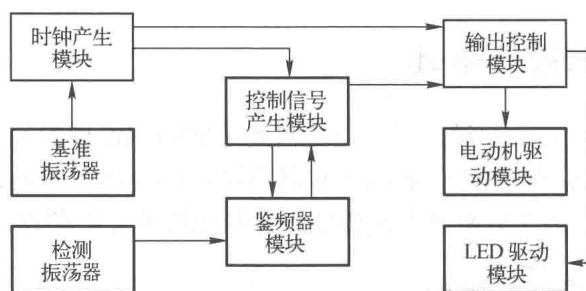 时钟产生
模块
输出控制
模块
控制信号
产生模块
基准
振荡器
电动机驱
动模块
鉴频器
模块
检测
振荡器
LED 驱动
模块